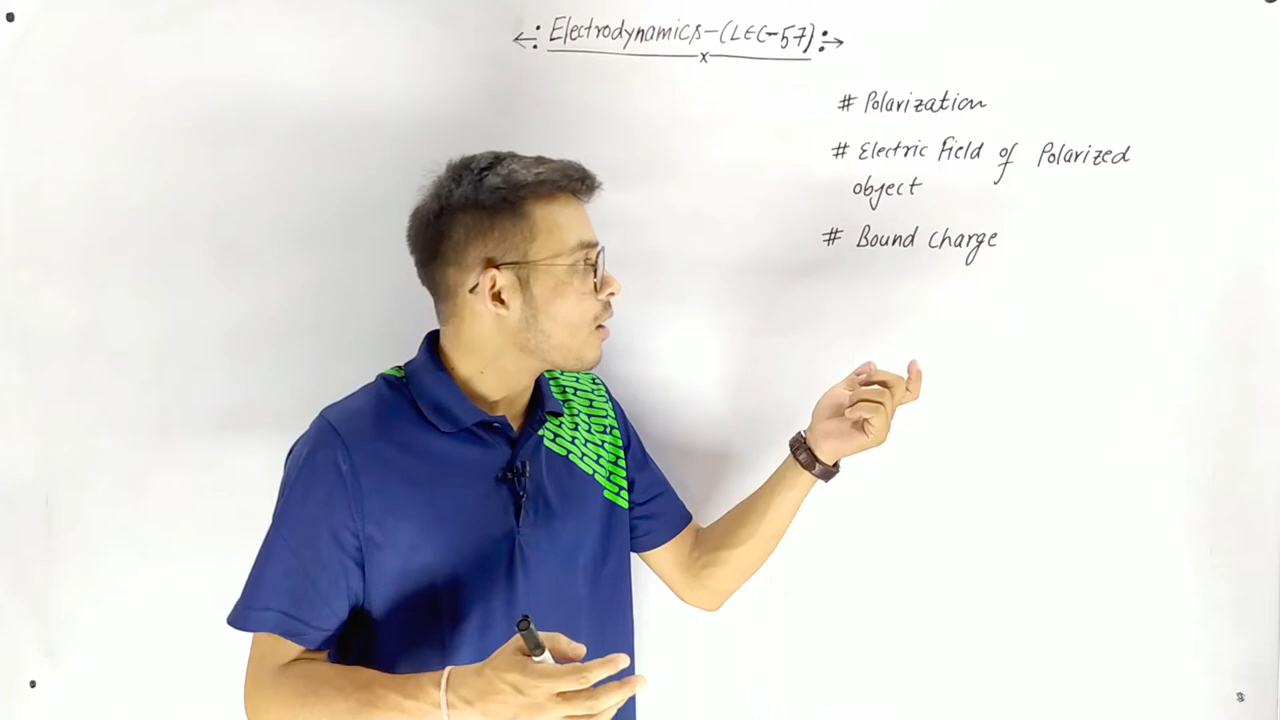 Electrodynamics-(LEC-57)
# Polarization
# Electric Field of Polarized
object
# Bound charge